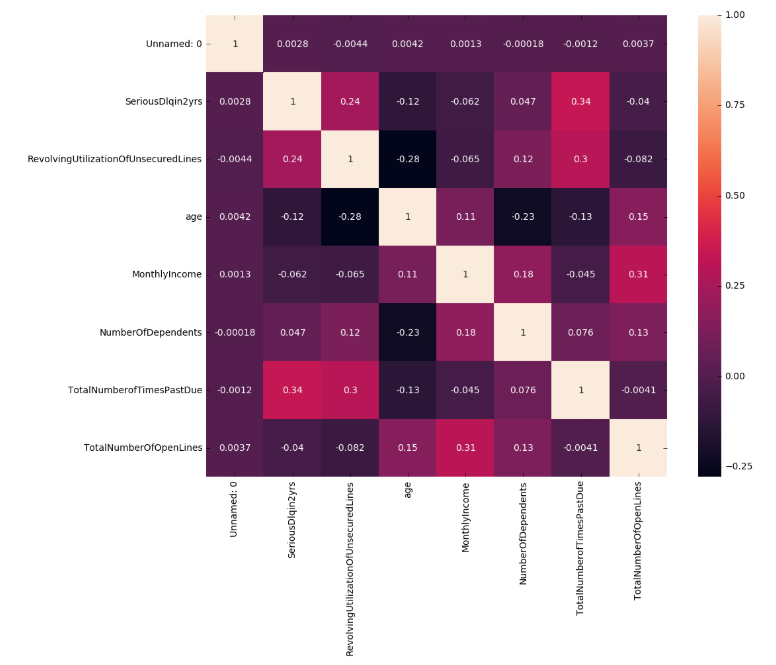 1.00
Unnamed: 0 1 0.0028 -0.0044 0.0042 0.0013 -0.00018 -0.0012 0.0037
SeriousDlqin2yrs 0.0028 1 0.24 -0.12 -0.062 0.047 0.34 -0.04
0.75
RevolvingUtilizationOfUnsecuredLines -0.0044 0.24 1 -0.28 -0.065 0.12 0.3 -0.082
0.50
age 0.0042 -0.12 -0.28 1 0.11 -0.23 -0.13 0.15
MonthlyIncome 0.0013 -0.062 -0.065 0.11 1 0.18 -0.045 0.31
0.25
NumberOfDependents -0.00018 0.047 0.12 -0.23 0.18 1 0.076 0.13
0.00
TotalNumberofTimesPastDue -0.0012 0.34 0.3 -0.13 -0.045 0.076 1 -0.0041
TotalNumberOfOpenLines 0.0037 -0.04 -0.082 0.15 0.31 0.13 -0.0041 1
−0.25
Unnamed: 0
SeriousDlqin2yrs
RevolvingUtilizationOfUnsecuredLines
age
MonthlyIncome
NumberOfDependents
TotalNumberofTimesPastDue
TotalNumberOfOpenLines